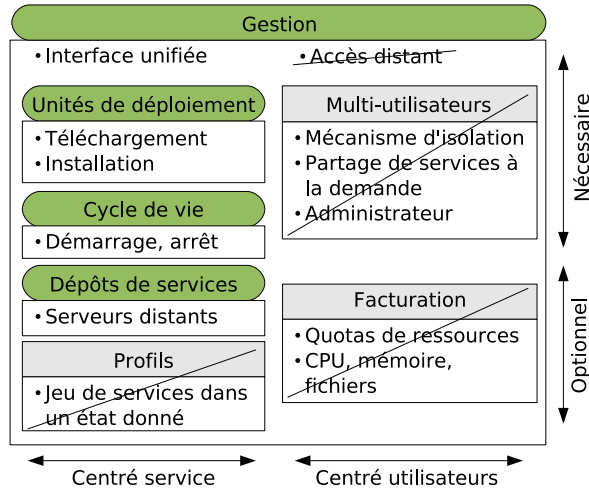 Gestion
• Interface unifiée
• Accès distant
Unités de déploiement
• Téléchargement
• Installation
Cycle de vie
• Démarrage, arrêt
Dépôts de services
• Serveurs distants
Profils
• Jeu de services dans
un état donné
Multi-utilisateurs
• Mécanisme d'isolation
• Partage de services à
la demande
• Administrateur
Facturation
• Quotas de ressources
• CPU, mémoire,
fichiers
Nécessaire
Optionnel
Centré service
Centré utilisateurs